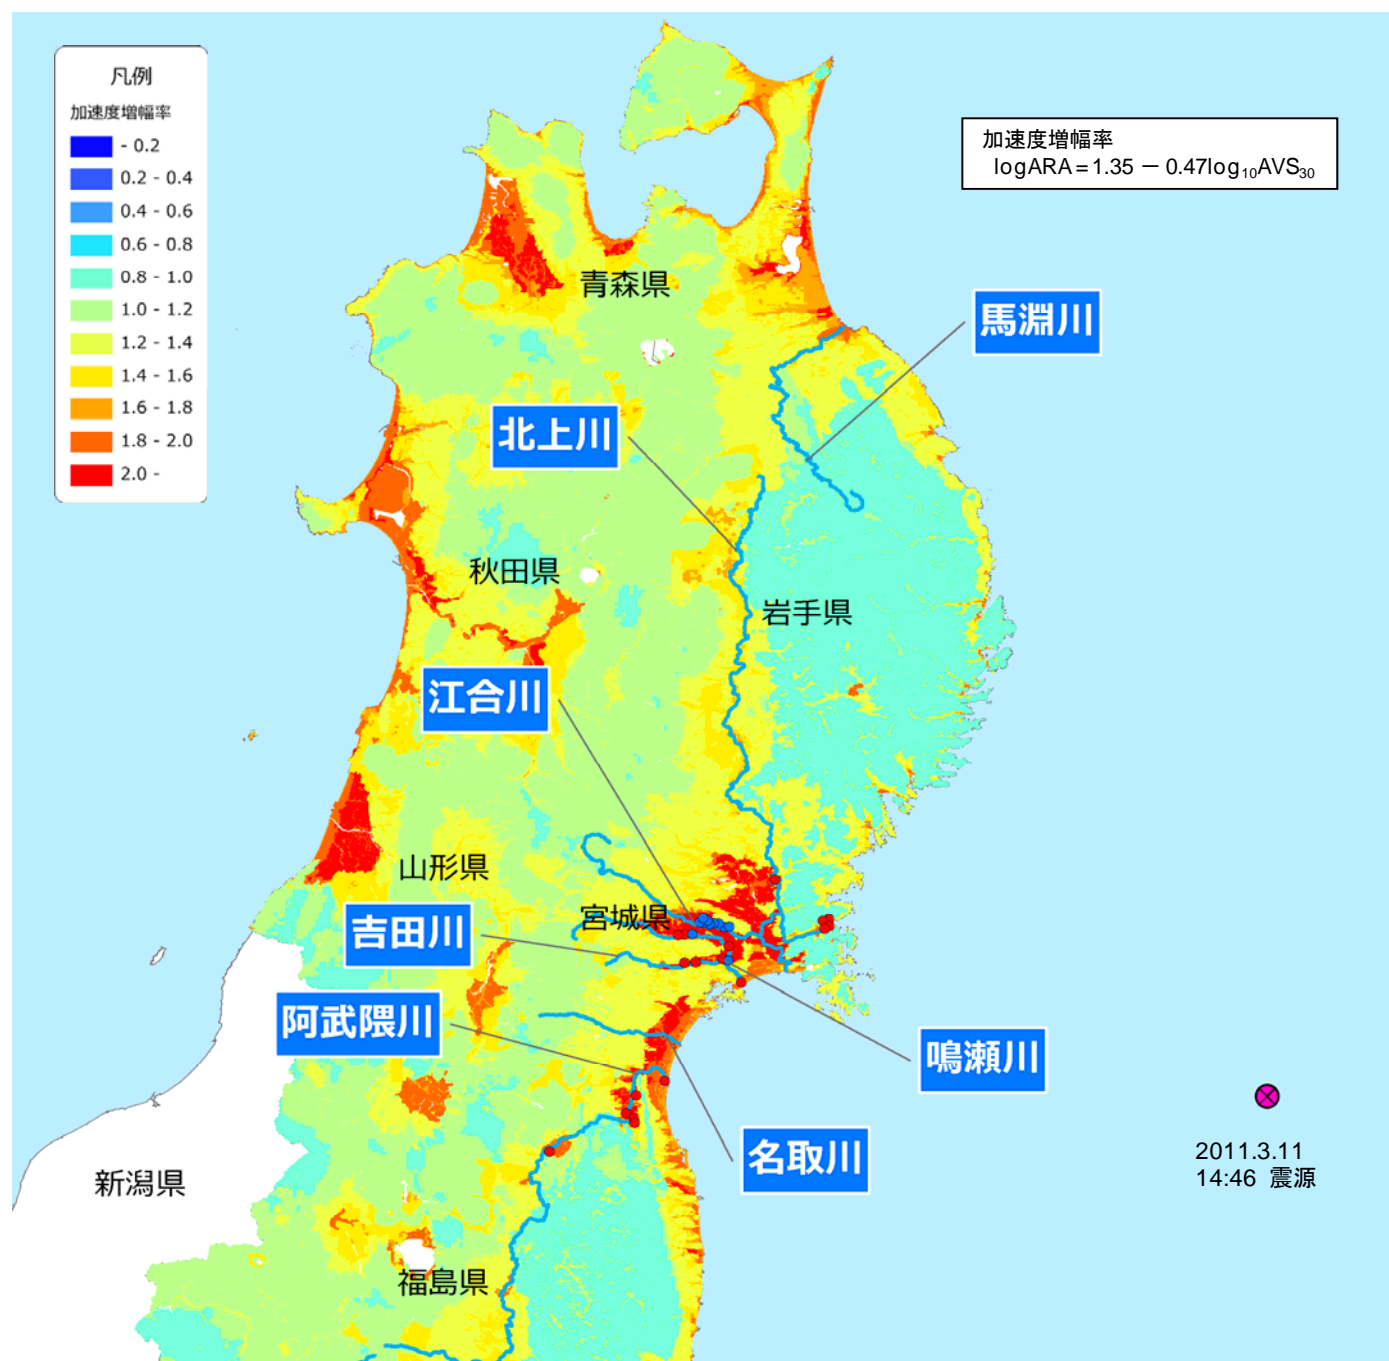 凡例
加速度増幅率
- 0.2
0.2 - 0.4
0.4 - 0.6
0.6 - 0.8
0.8 - 1.0
1.0 - 1.2
1.2 - 1.4
1.4 - 1.6
1.6 - 1.8
1.8 - 2.0
2.0 -
加速度増幅率
logARA=1.35 － 0.47log₁₀AVS₃₀
青森県
馬淵川
北上川
秋田県
岩手県
江合川
山形県
宮城県
吉田川
阿武隈川
鳴瀬川
名取川
2011.3.11
14:46 震源
新潟県
福島県